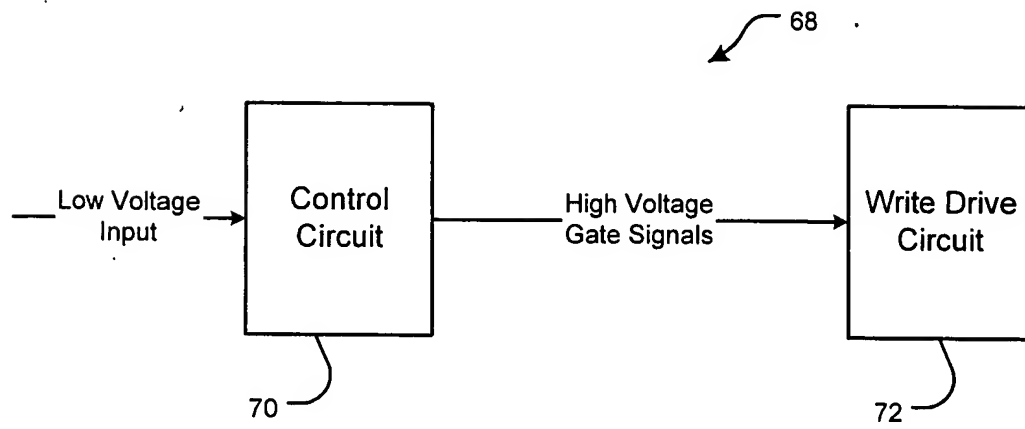 68
Low Voltage
Input
Control
Circuit
High Voltage
Gate Signals
Write Drive
Circuit
70
72